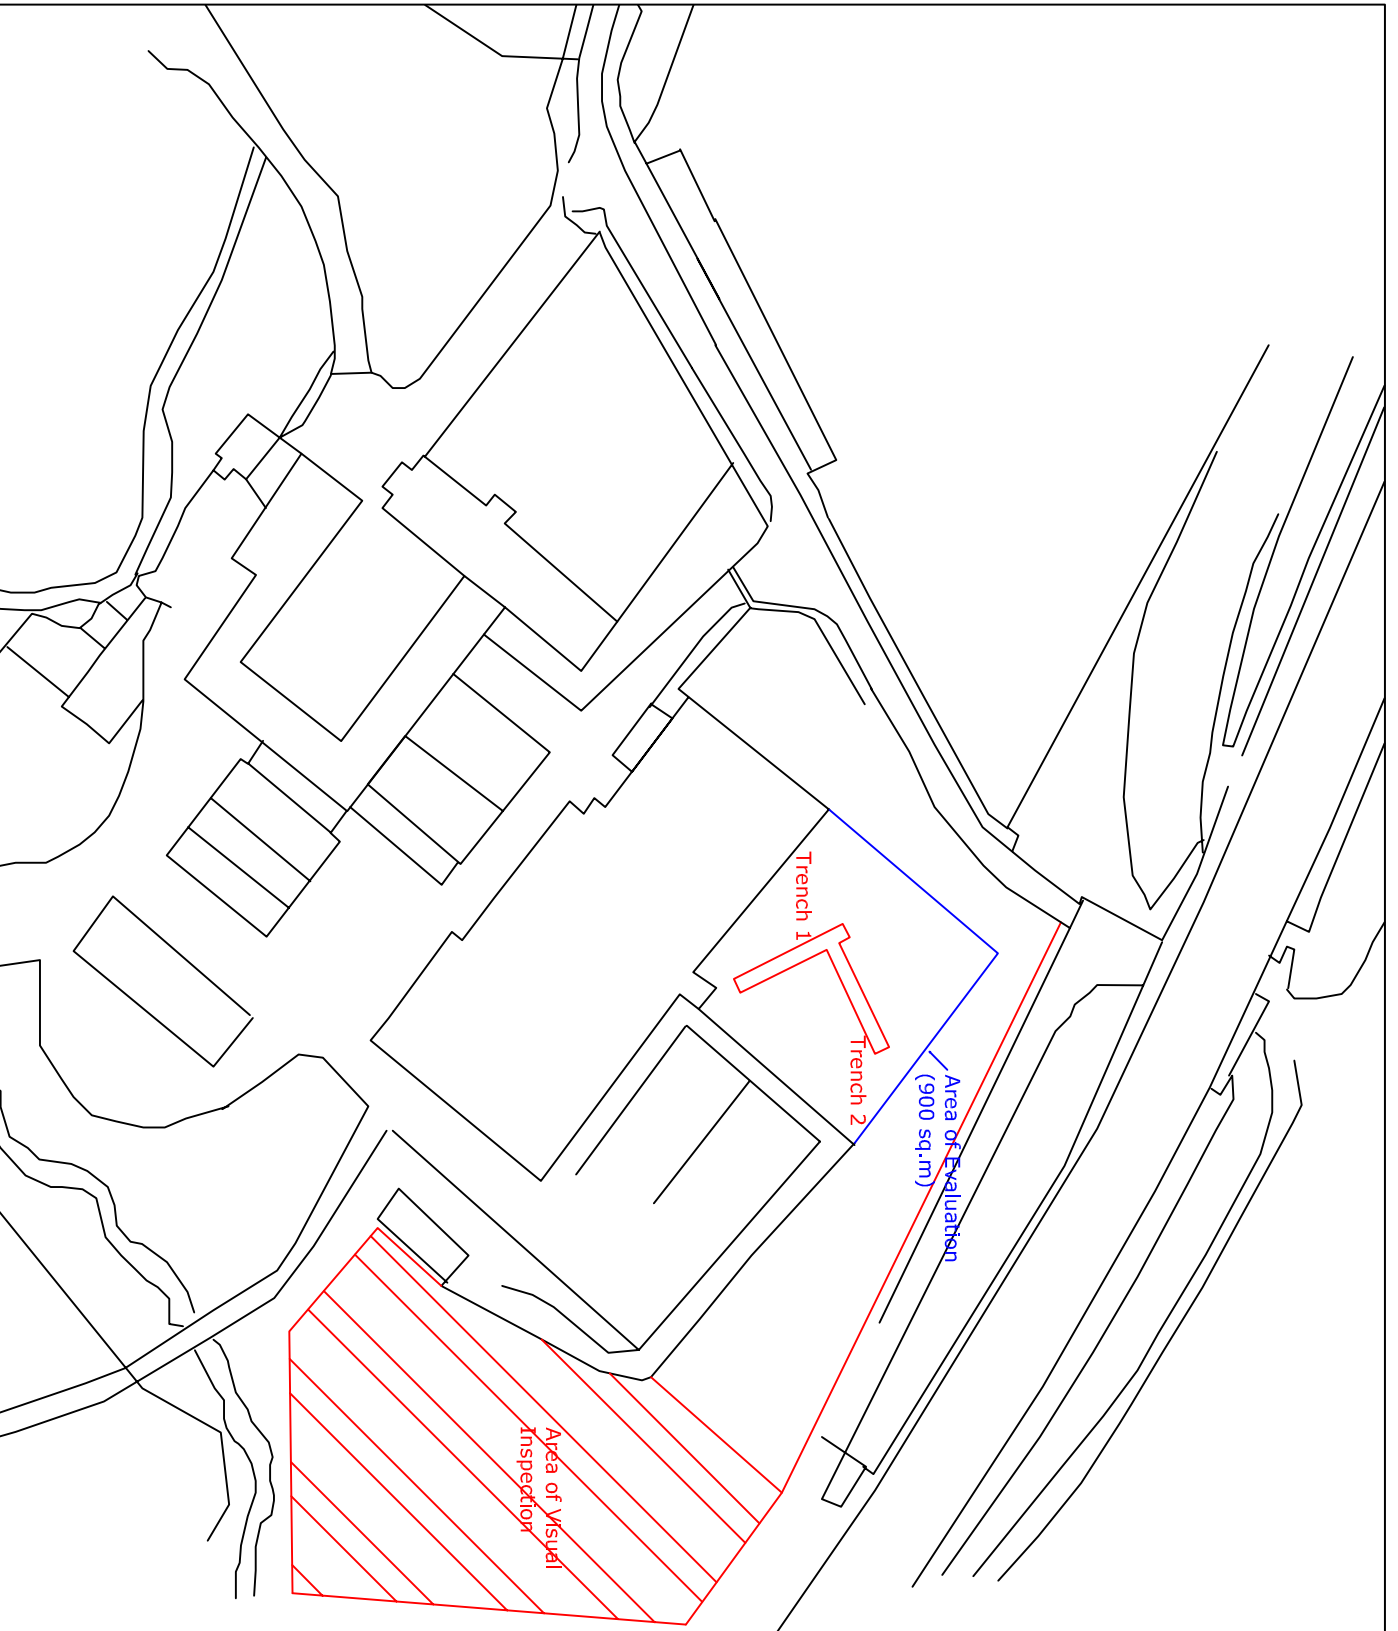 Trench 1
Trench 2
Area of Evaluation
(900 sq.m)
Area of Visual
Inspection